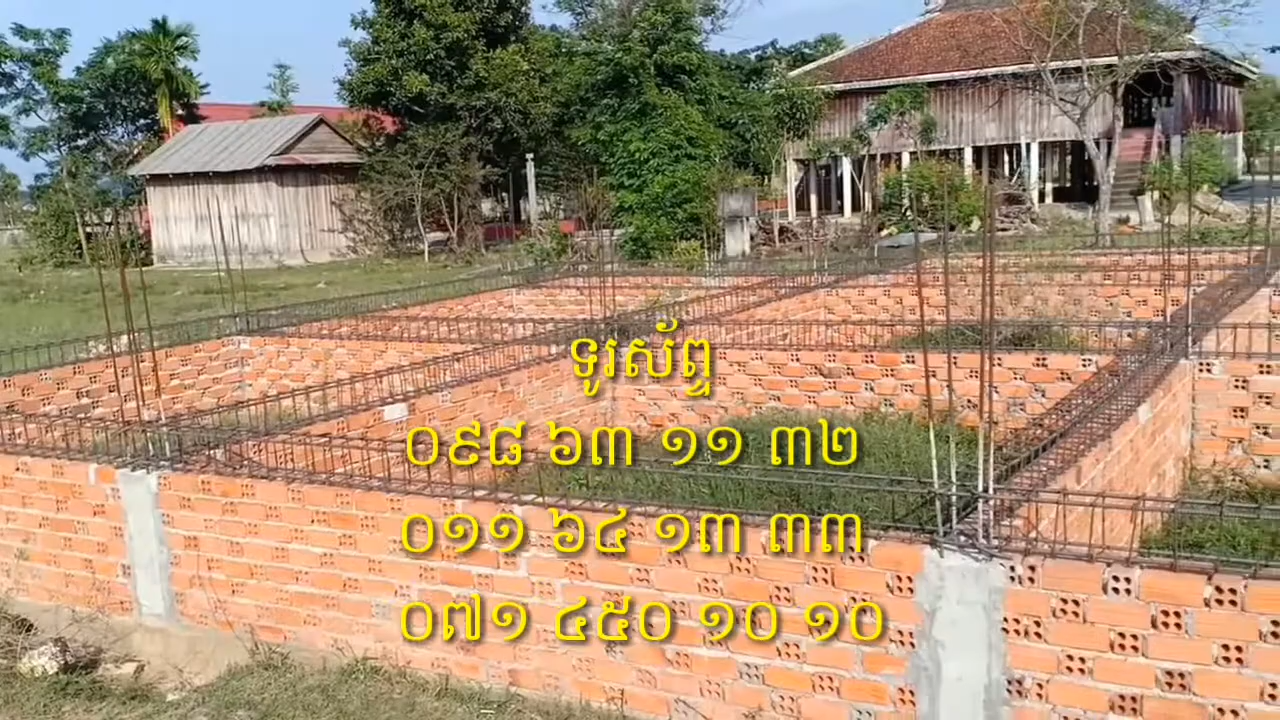 ទូរស័ព្ទ
០៩៨ ៦៣ ១១ ៣២
០១១ ៦៤ ១៣ ៣៣
០៧១ ៤៥០ ១០ ១០